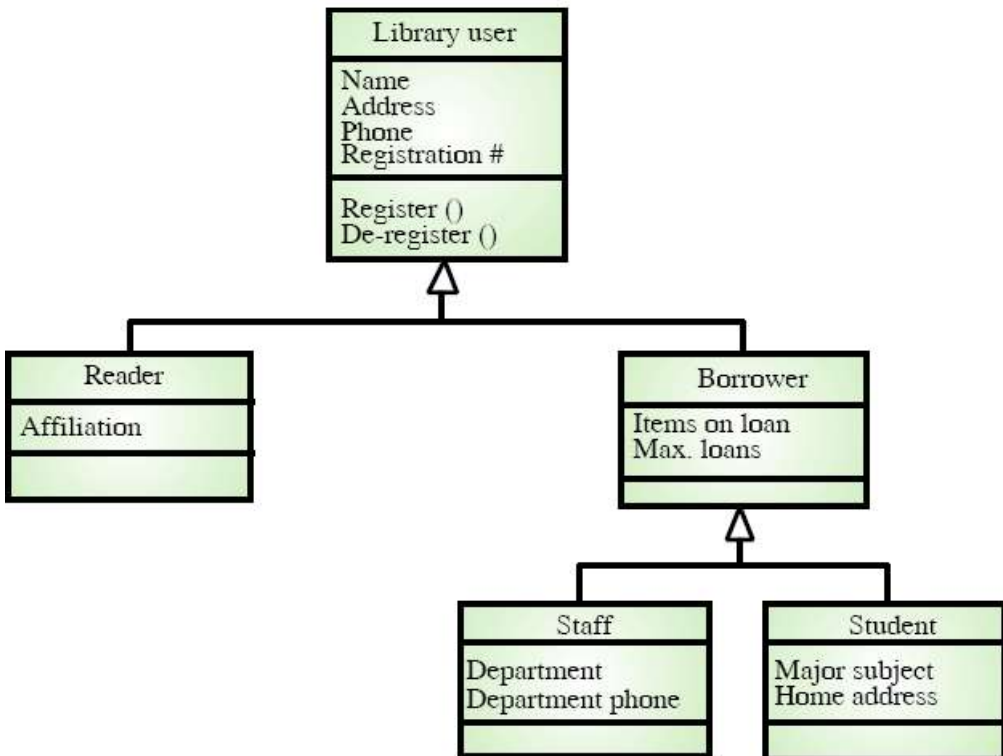 Library user
Name
Address
Phone
Registration #
Register ()
De-register ()
Reader
Affiliation
Borrower
Items on loan
Max. loans
Staff
Department
Department phone
Student
Major subject
Home address